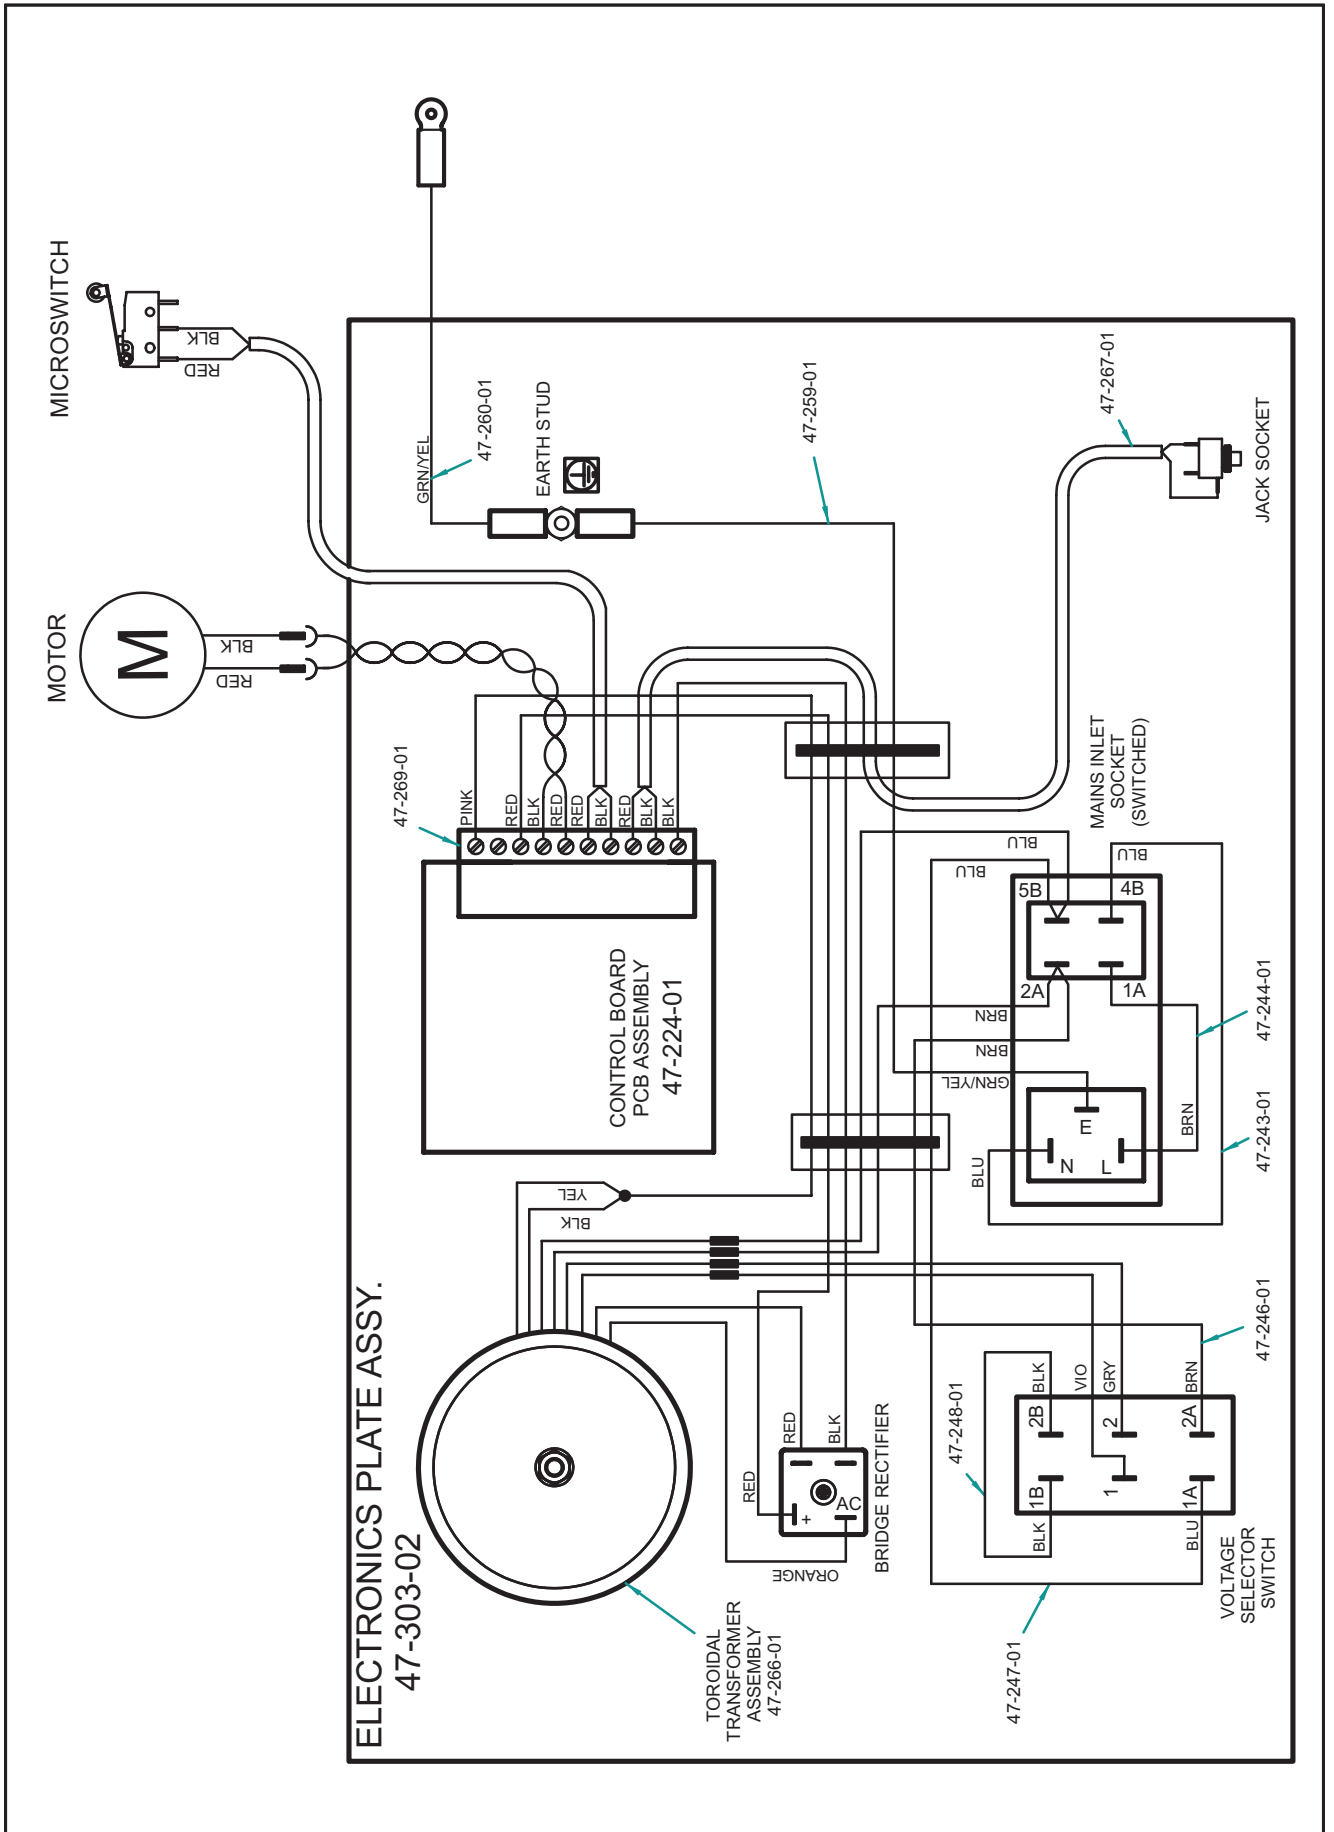 ELECTRONICS PLATE ASSY.
47-303-02
MOTOR
M
RED
BLK
MICROSWITCH
RED
BLK
GRN/YEL
47-260-01
EARTH STUD
47-259-01
47-267-01
JACK SOCKET
47-269-01
PINK
RED
BLK
RED
RED
BLK
RED
BLK
BLK
CONTROL BOARD
PCB ASSEMBLY
47-224-01
YEL
BLK
TOROIDAL
TRANSFORMER
ASSEMBLY
47-266-01
RED
RED
BLK
+
AC
ORANGE
BRIDGE RECTIFIER
MAINS INLET
SOCKET
(SWITCHED)
BLU
BLU
BLU
5B
4B
2A
1A
BRN
BRN
GRN/YEL
E
N
L
BLU
BRN
47-244-01
47-243-01
47-246-01
47-248-01
BLK
VIO
GRY
BRN
2B
2
2A
1B
1
1A
BLK
BLU
VOLTAGE
SELECTOR
SWITCH
47-247-01